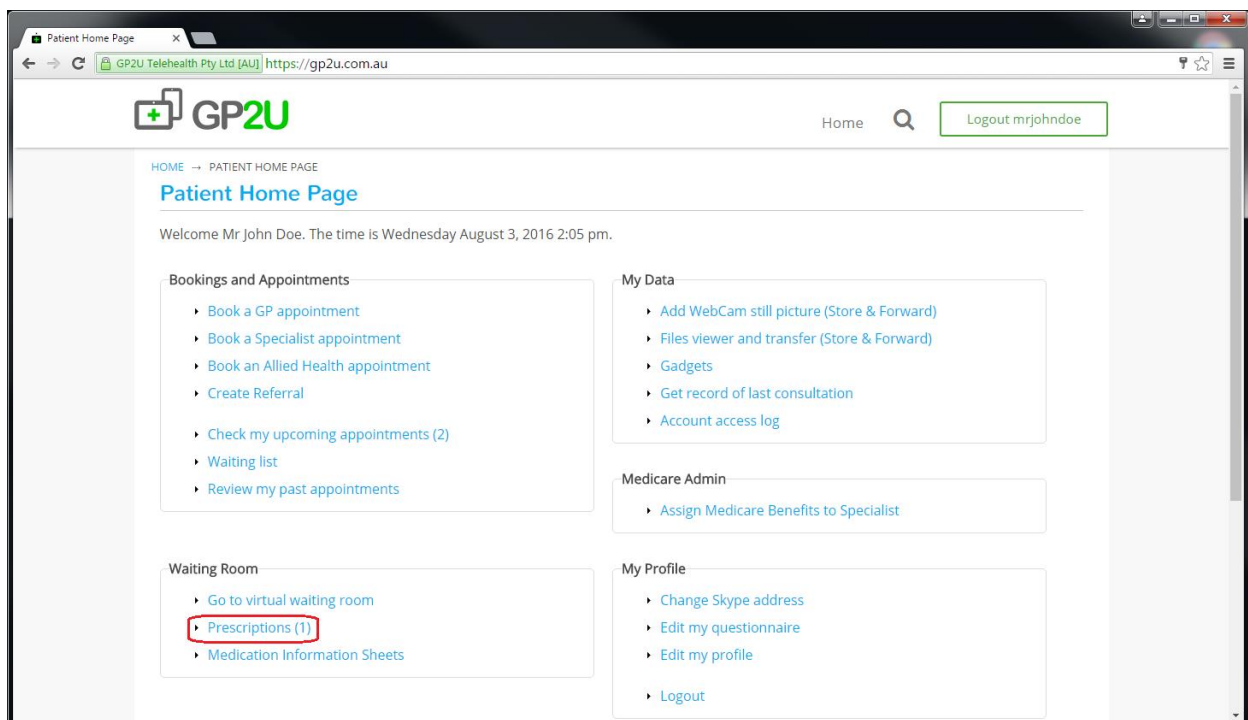 Patient Home Page
GP2U Telehealth Pty Ltd [AU] https://gp2u.com.au
GP2U
Home
Logout mrjohndoe
HOME → PATIENT HOME PAGE
Patient Home Page
Welcome Mr John Doe. The time is Wednesday August 3, 2016 2:05 pm.
Bookings and Appointments
Book a GP appointment
Book a Specialist appointment
Book an Allied Health appointment
Create Referral
Check my upcoming appointments (2)
Waiting list
Review my past appointments
My Data
Add WebCam still picture (Store & Forward)
Files viewer and transfer (Store & Forward)
Gadgets
Get record of last consultation
Account access log
Medicare Admin
Assign Medicare Benefits to Specialist
Waiting Room
Go to virtual waiting room
Prescriptions (1)
Medication Information Sheets
My Profile
Change Skype address
Edit my questionnaire
Edit my profile
Logout